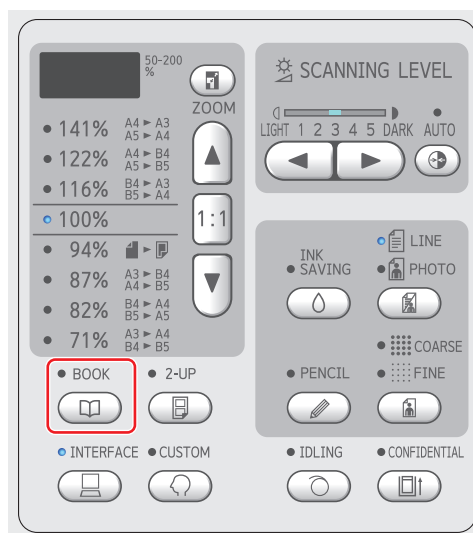 50-200
%
ZOOM
141% A4 ► A3
A5 ► A4
122% A4 ► B4
A5 ► B5
116% B4 ► A3
B5 ► A4
100%
94%
87% A3 ► B4
A4 ► B5
82% B4 ► A4
B5 ► A5
71% A3 ► A4
B4 ► B5
1:1
BOOK
2-UP
INTERFACE
CUSTOM
SCANNING LEVEL
LIGHT 1 2 3 4 5 DARK AUTO
INK
SAVING
LINE
PHOTO
PENCIL
COARSE
FINE
IDLING
CONFIDENTIAL